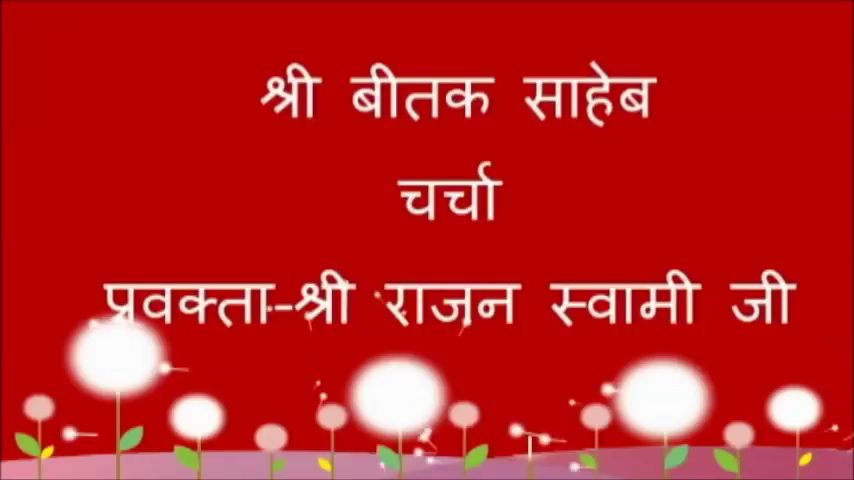 श्री बीतक साहेब
चर्चा
प्रवक्ता-श्री राजन स्वामी जी